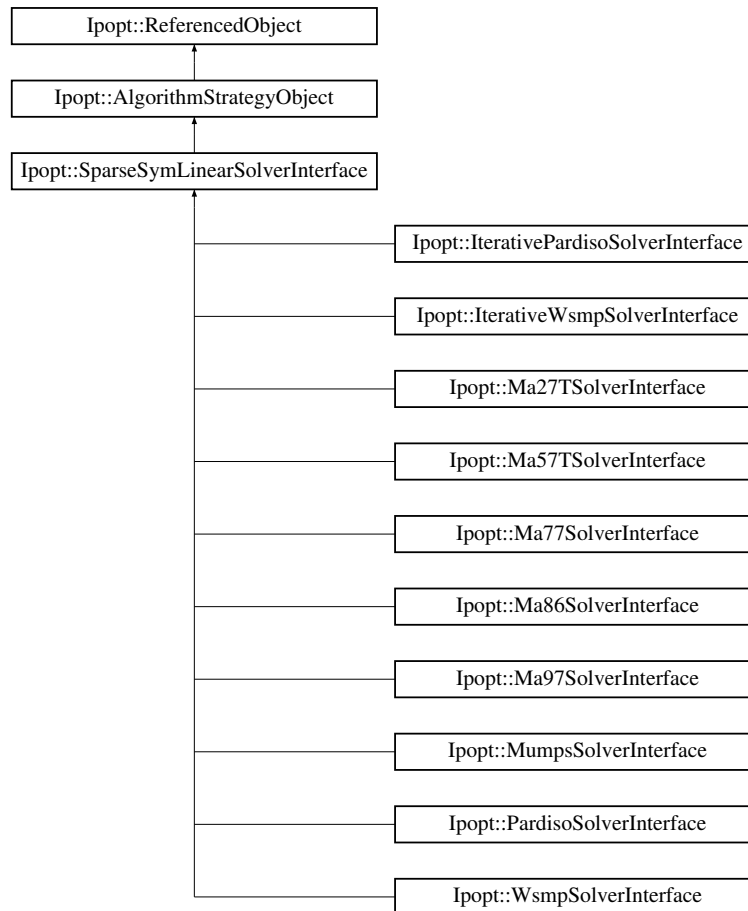 Ipopt::ReferencedObject
Ipopt::AlgorithmStrategyObject
Ipopt::SparseSymLinearSolverInterface
Ipopt::IterativePardisoSolverInterface
Ipopt::IterativeWsmpSolverInterface
Ipopt::Ma27TSolverInterface
Ipopt::Ma57TSolverInterface
Ipopt::Ma77SolverInterface
Ipopt::Ma86SolverInterface
Ipopt::Ma97SolverInterface
Ipopt::MumpsSolverInterface
Ipopt::PardisoSolverInterface
Ipopt::WsmpSolverInterface